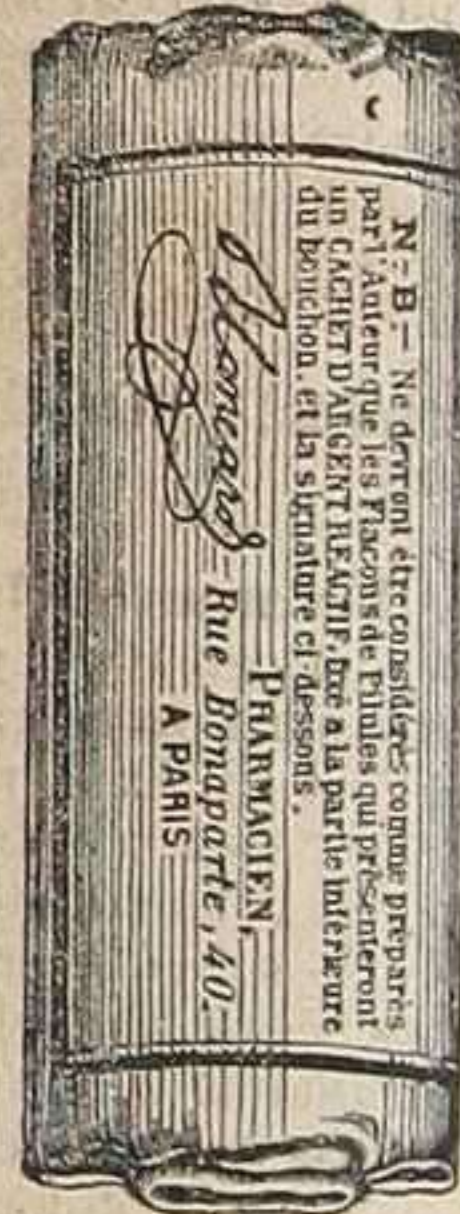 N.-B.- Ne devront être considérés comme préparés
par l'Auteur que les Flacons de Pilules qui présenteront
un CACHET D'ARGENT RÉACTIF, fixé a la partie inférieure
du bouchon, et la signature ci-dessous.
PHARMACIEN,
Rue Bonaparte, 40.
A PARIS